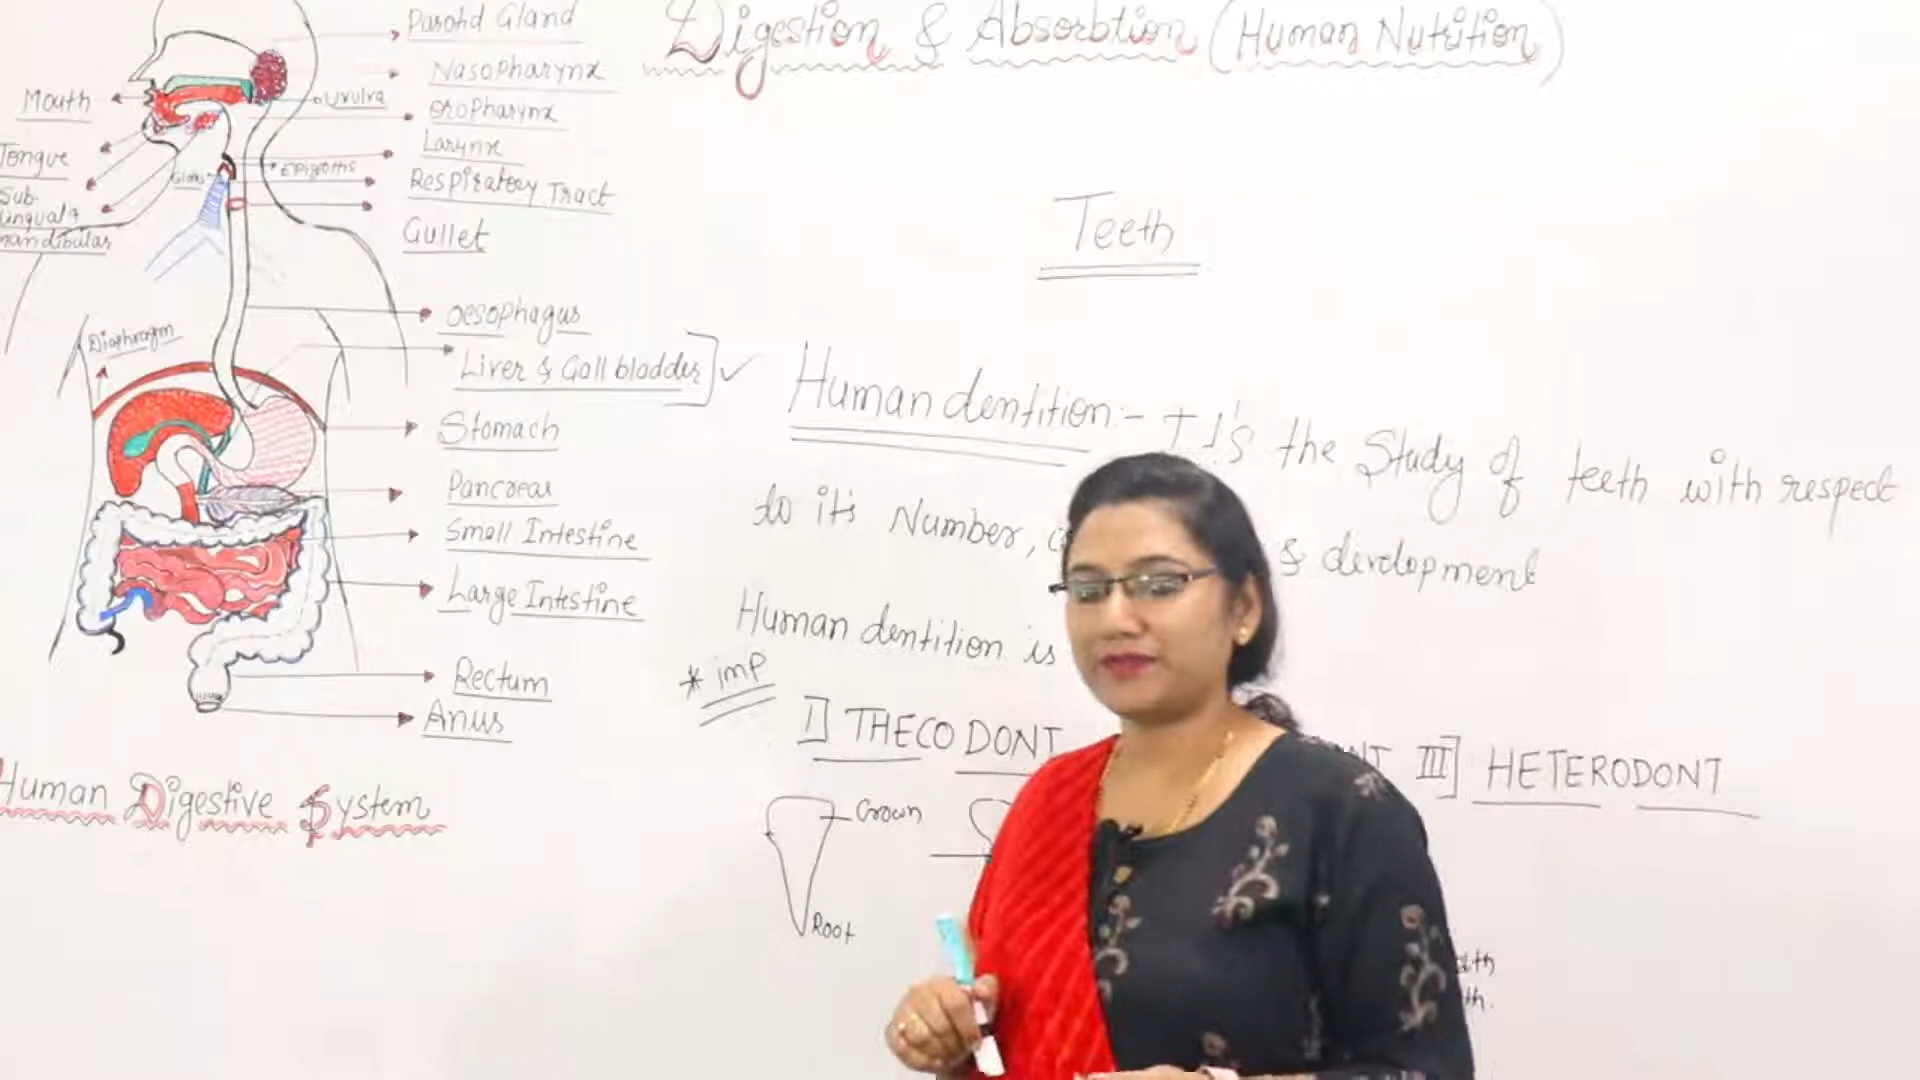 Digestion & Absorbtion (Human Nutrition)
Parotid Gland
Nasopharynx
Mouth
Uvulva
Oropharynx
Larynx
Tongue
Epiglottis
Glottis
Respiratory Tract
Sub-
lingual &
mandibular
Gullet
Teeth
Oesophagus
Diaphragm
Liver & Gall bladder
Human dentition:- It's the Study of teeth with respect
Stomach
Pancreas
to it's Number, & development
Small Intestine
Large Intestine
Human dentition is
Rectum
* imp
Anus
I] THECODONT III] HETERODONT
Human Digestive System
Crown
Root